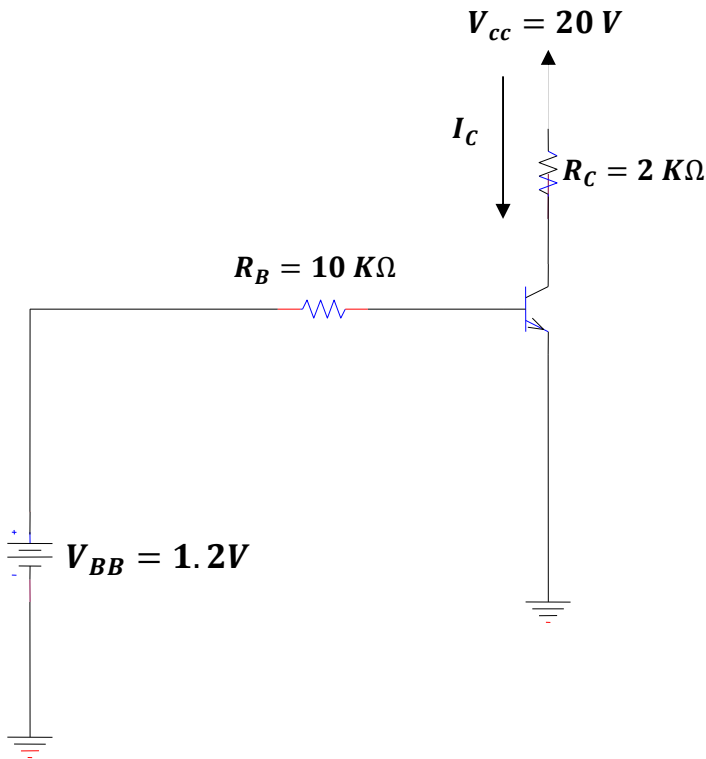 V_cc = 20 V
I_C
R_C = 2 KΩ
R_B = 10 KΩ
+
V_BB = 1.2V
-